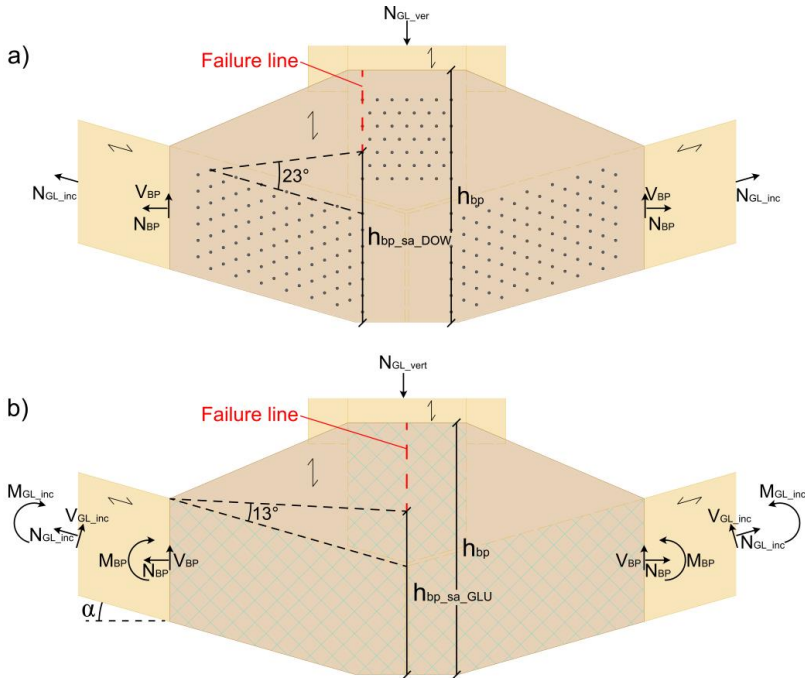 a)
N_GL_ver
Failure line
23°
N_GL_inc
V_BP
N_BP
h_bp_sa_DOW
h_bp
V_BP
N_BP
N_GL_inc
b)
N_GL_vert
Failure line
13°
M_GL_inc
V_GL_inc
N_GL_inc
M_BP
N_BP
V_BP
α
h_bp_sa_GLU
h_bp
V_BP
N_BP
M_BP
M_GL_inc
V_GL_inc
N_GL_inc